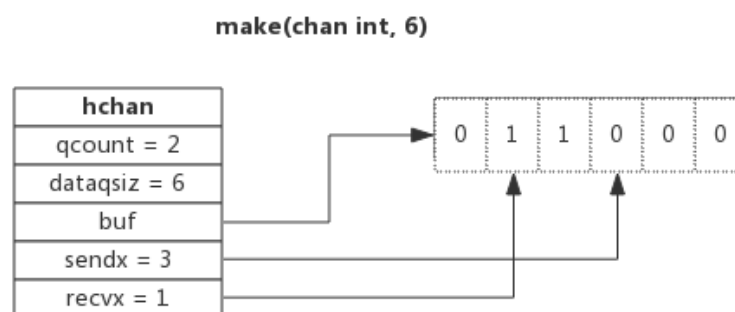 make(chan int, 6)
hchan
qcount = 2
dataqsiz = 6
buf
sendx = 3
recvx = 1
0 1 1 0 0 0